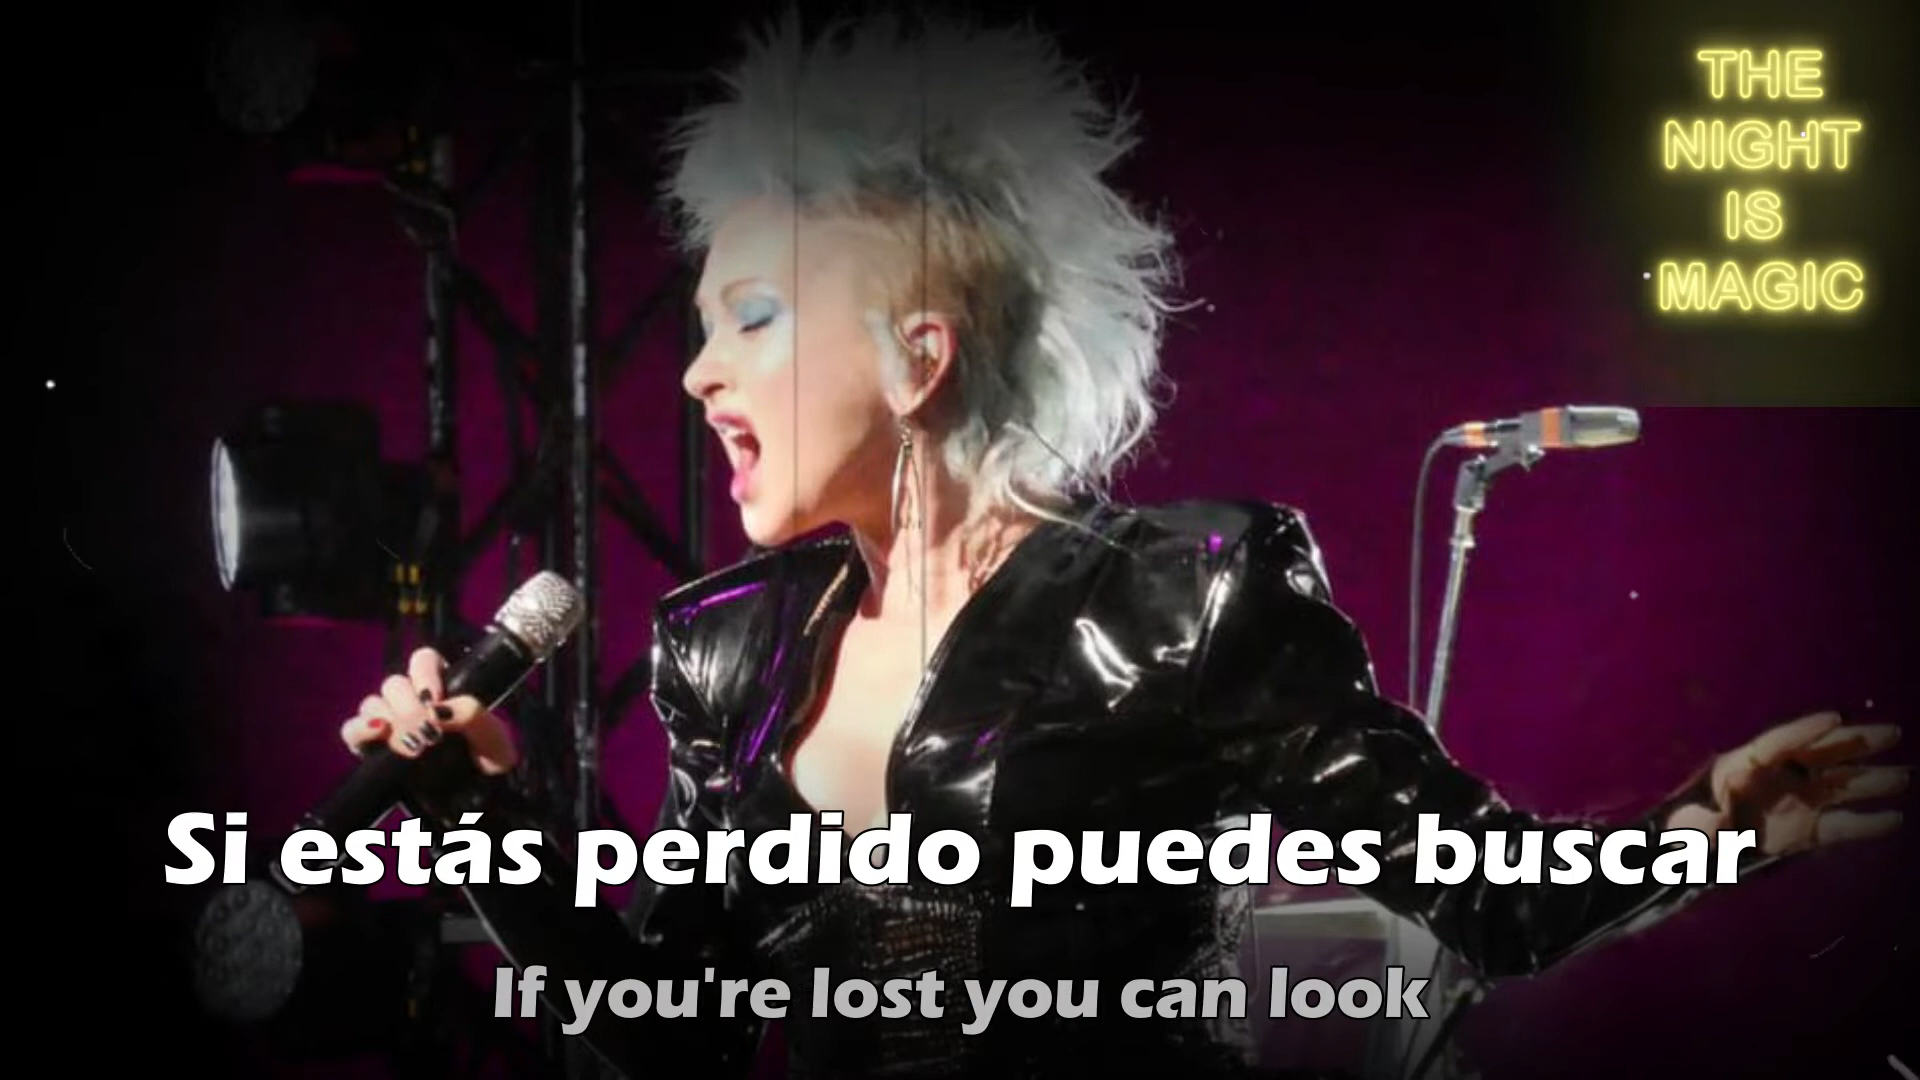 THE
NIGHT
IS
MAGIC
Si estás perdido puedes buscar
If you're lost you can look